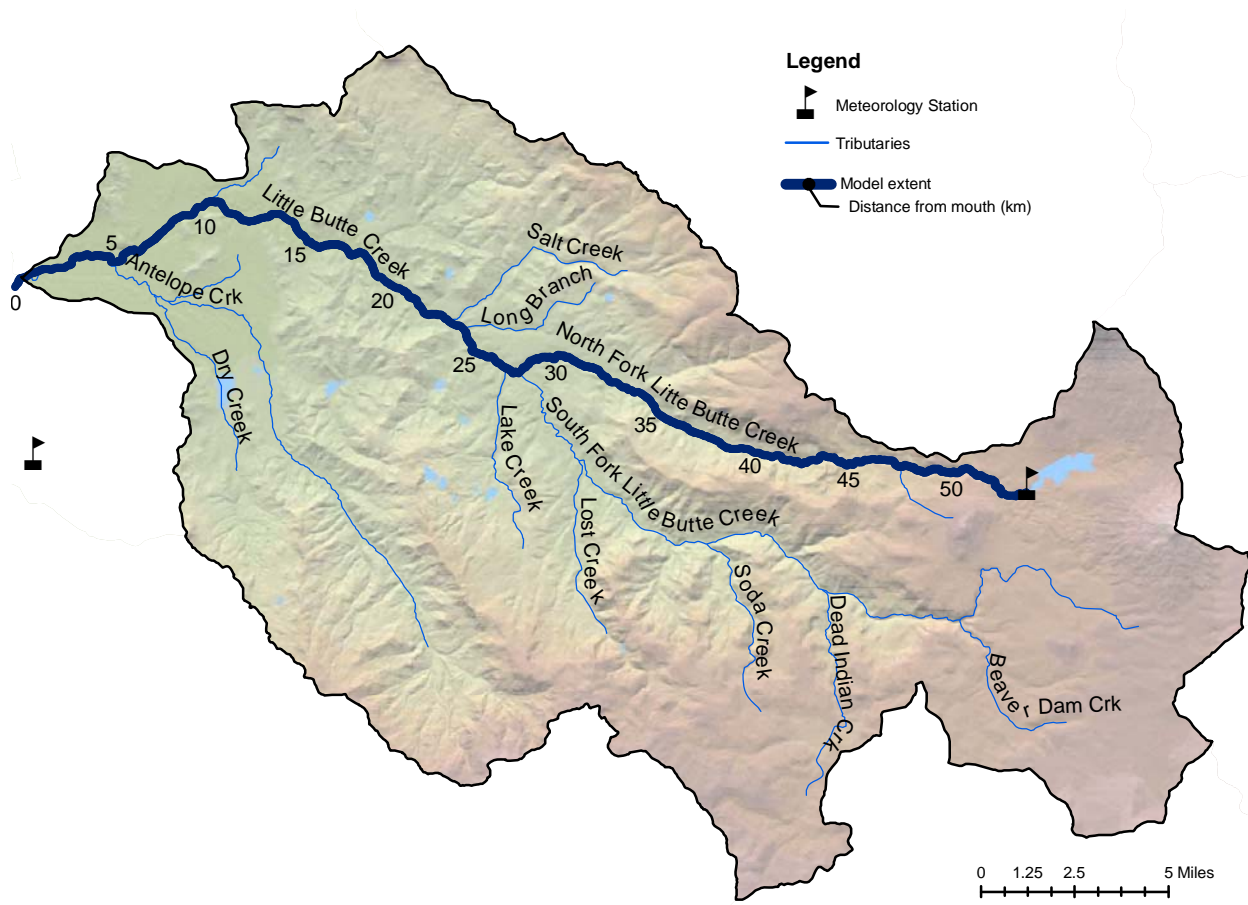 Legend
Meteorology Station
Tributaries
Model extent
Distance from mouth (km)
Little Butte Creek
10
5
15
Salt Creek
Antelope Crk
Long Branch
0
20
North Fork Litte Butte Creek
25
30
Dry Creek
Lake Creek
South Fork Little Butte Creek
35
40
45
50
Lost Creek
Soda Creek
Dead Indian Crk
Beaver Dam Crk
0 1.25 2.5 5 Miles